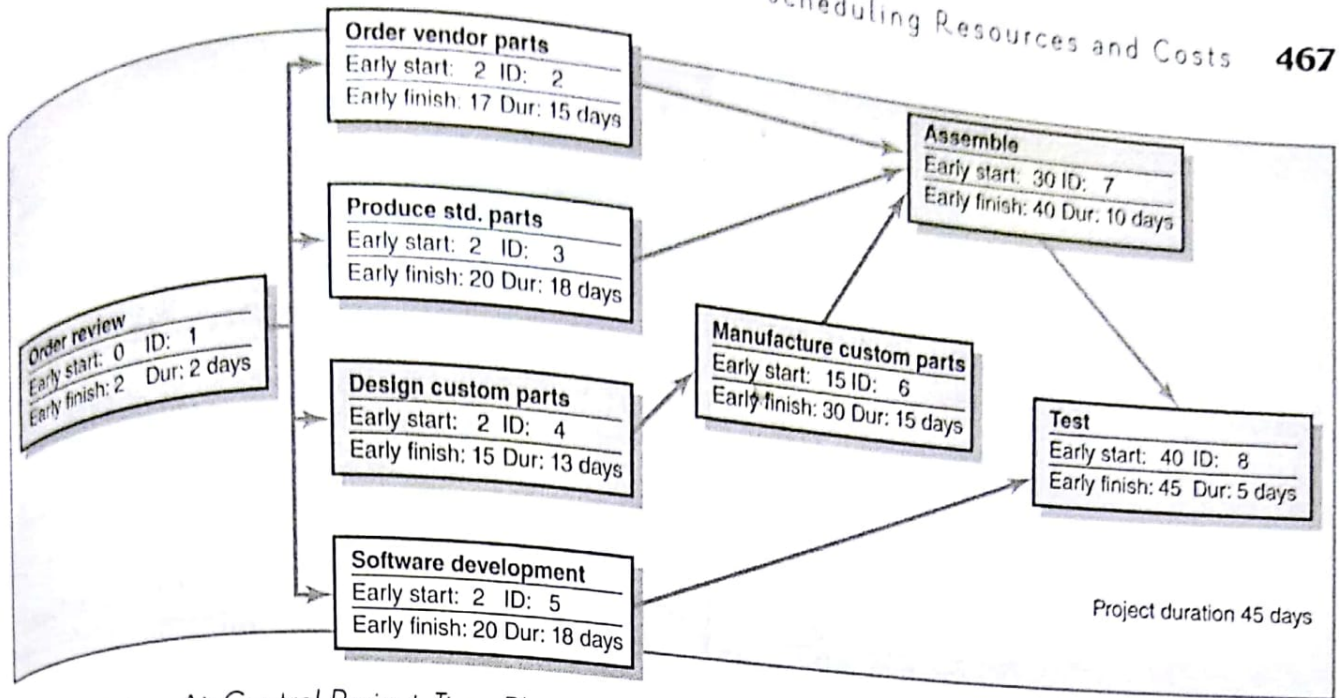 Scheduling Resources and Costs 467
Order vendor parts
Early start: 2 ID: 2
Early finish: 17 Dur: 15 days
Assemble
Early start: 30 ID: 7
Early finish: 40 Dur: 10 days
Produce std. parts
Early start: 2 ID: 3
Early finish: 20 Dur: 18 days
Order review
Early start: 0 ID: 1
Early finish: 2 Dur: 2 days
Manufacture custom parts
Early start: 15 ID: 6
Early finish: 30 Dur: 15 days
Design custom parts
Early start: 2 ID: 4
Early finish: 15 Dur: 13 days
Test
Early start: 40 ID: 8
Early finish: 45 Dur: 5 days
Software development
Early start: 2 ID: 5
Early finish: 20 Dur: 18 days
Project duration 45 days
Control Project: Time